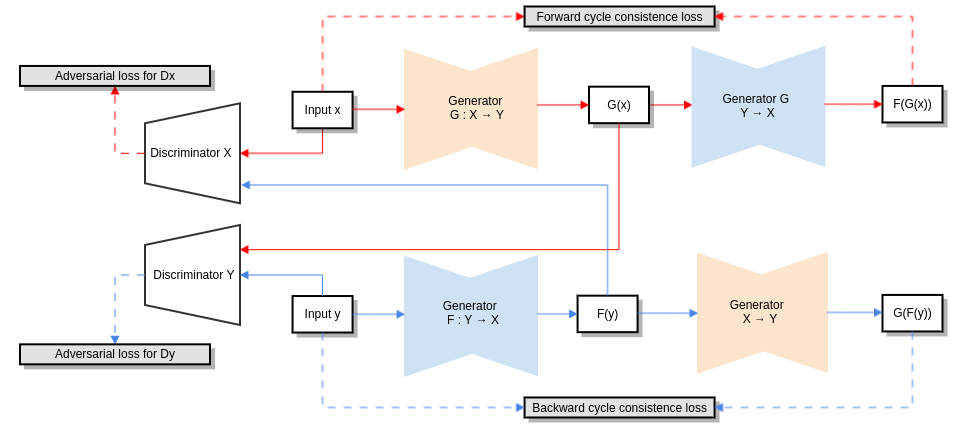 Forward cycle consistence loss
Adversarial loss for Dx
Input x
Generator
G : X → Y
G(x)
Generator G
Y → X
F(G(x))
Discriminator X
Discriminator Y
Input y
Generator
F : Y → X
F(y)
Generator
X → Y
G(F(y))
Adversarial loss for Dy
Backward cycle consistence loss